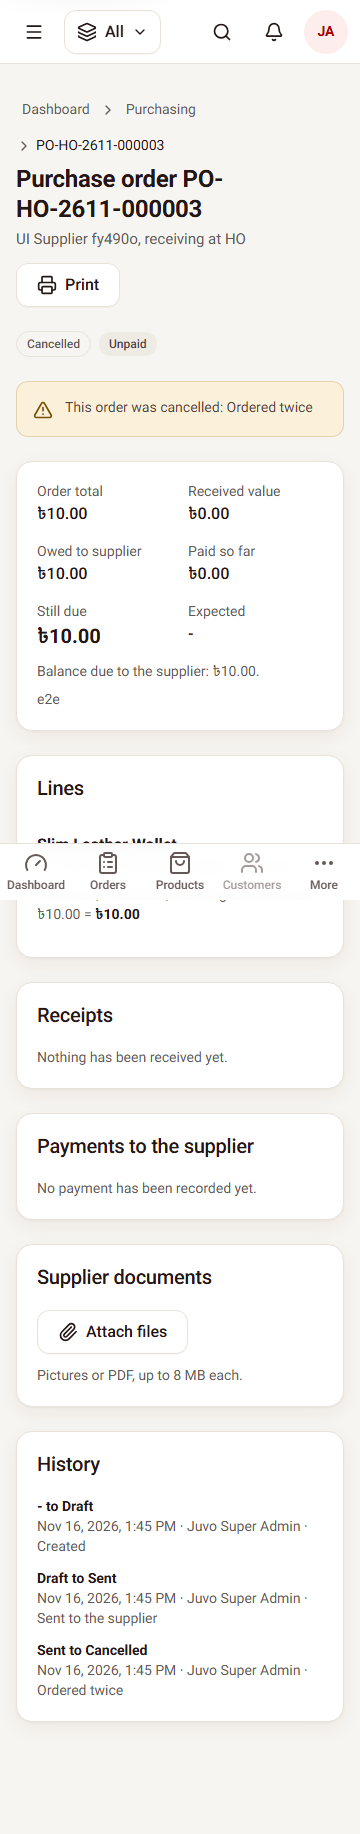 All
JA
Dashboard > Purchasing
> PO-HO-2611-000003
Purchase order PO-
HO-2611-000003
UI Supplier fy490o, receiving at HO
Print
Cancelled Unpaid
This order was cancelled: Ordered twice
Order total Received value
৳10.00 ৳0.00
Owed to supplier Paid so far
৳10.00 ৳0.00
Still due Expected
৳10.00 -
Balance due to the supplier: ৳10.00.
e2e
Lines
Slim Leather Wallet
Dashboard Orders Products Customers More
৳10.00 = ৳10.00
Receipts
Nothing has been received yet.
Payments to the supplier
No payment has been recorded yet.
Supplier documents
Attach files
Pictures or PDF, up to 8 MB each.
History
- to Draft
Nov 16, 2026, 1:45 PM · Juvo Super Admin ·
Created
Draft to Sent
Nov 16, 2026, 1:45 PM · Juvo Super Admin ·
Sent to the supplier
Sent to Cancelled
Nov 16, 2026, 1:45 PM · Juvo Super Admin ·
Ordered twice